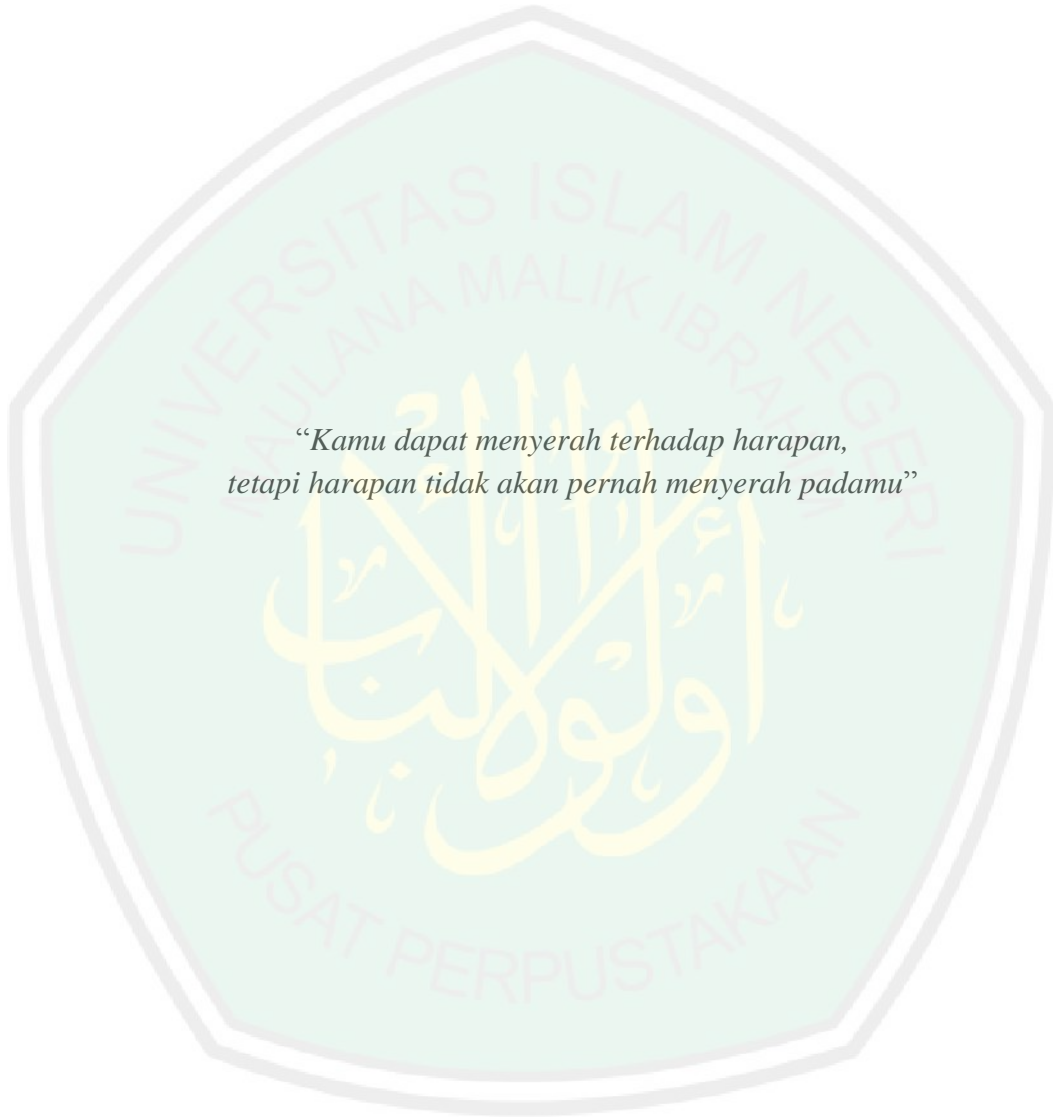 UNIVERSITAS ISLAM NEGERI
MAULANA MALIK IBRAHIM
“Kamu dapat menyerah terhadap harapan,
tetapi harapan tidak akan pernah menyerah padamu”
أولوا الألباب
PUSAT PERPUSTAKAAN